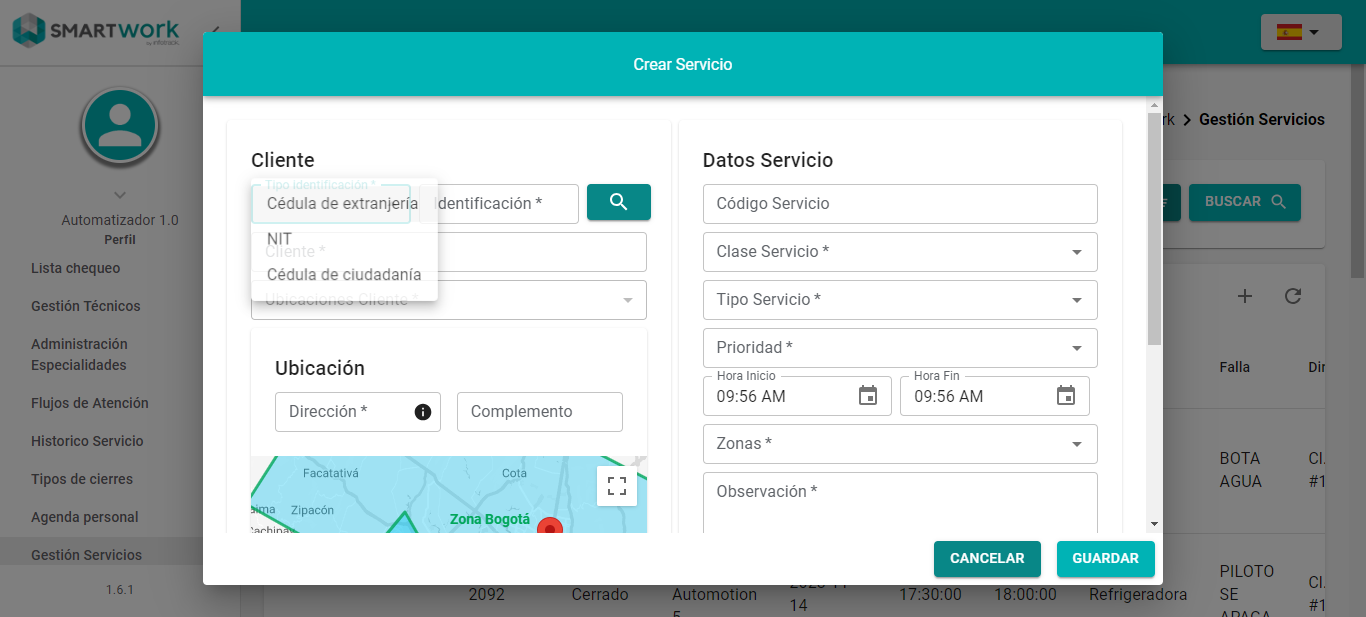 SMARTWORK
by infotrack
Crear Servicio
rk > Gestión Servicios
Automatizador 1.0
Perfil
Lista chequeo
Gestión Técnicos
Administración
Especialidades
Flujos de Atención
Historico Servicio
Tipos de cierres
Agenda personal
Gestión Servicios
1.6.1
Cliente
Tipo Identificación *
Cédula de extranjería
NIT
Cédula de ciudadanía
Identificación *
Cliente *
Ubicaciones Cliente *
Ubicación
Dirección *
Complemento
Facatativá
Cota
Zipacón
Zona Bogotá
Datos Servicio
Código Servicio
Clase Servicio *
Tipo Servicio *
Prioridad *
Hora Inicio
09:56 AM
Hora Fin
09:56 AM
Zonas *
Observación *
CANCELAR
GUARDAR
BUSCAR
Falla
Dir
BOTA
AGUA
CI.
#1
PILOTO
SE
APAGA
CI.
#1
2092
Cerrado
Automotion
5
14
17:30:00
18:00:00
Refrigeradora